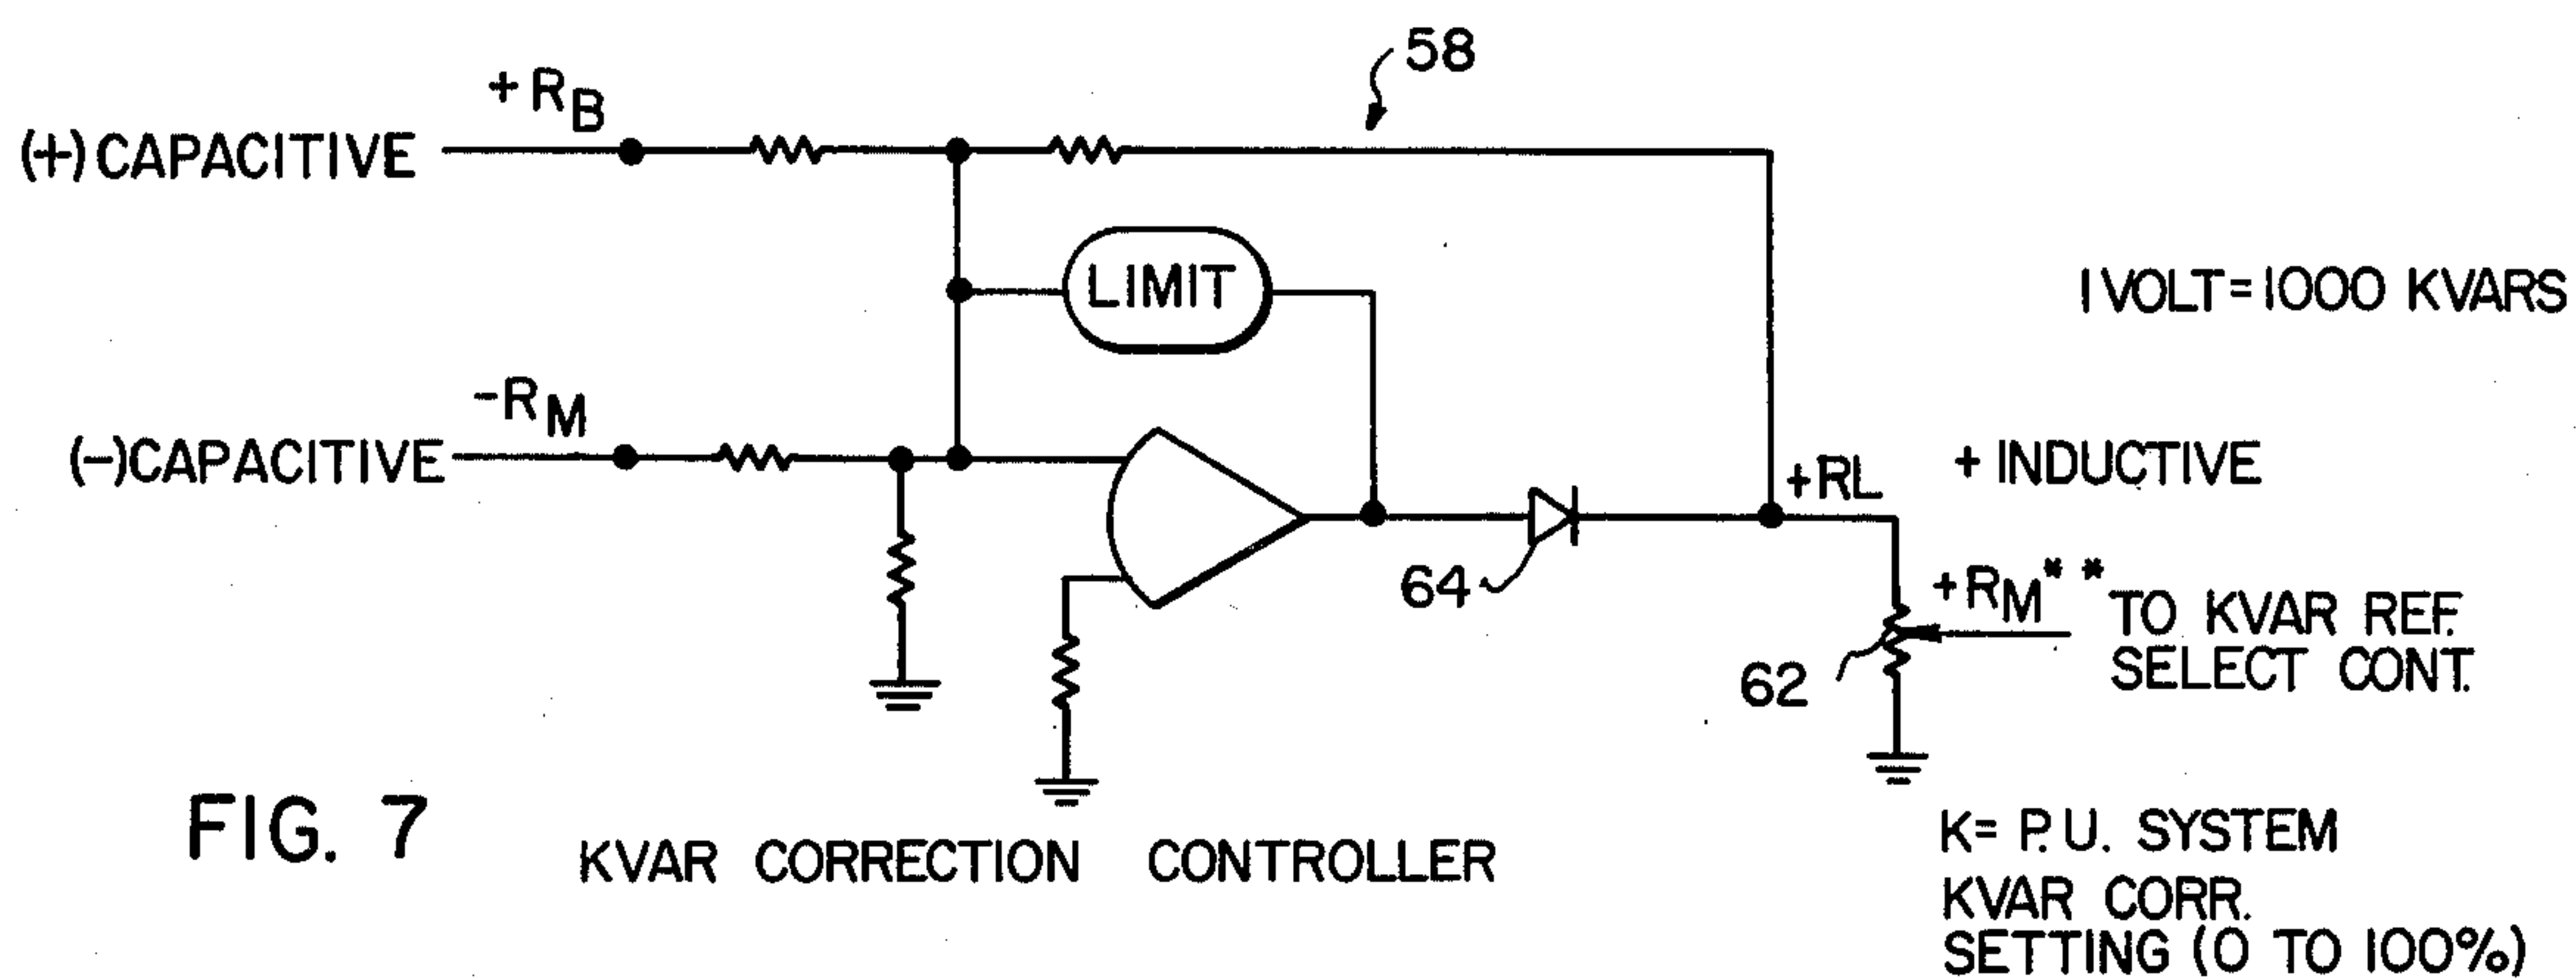 58
+RB
(+) CAPACITIVE
LIMIT
1 VOLT = 1000 KVARS
-RM
(-) CAPACITIVE
+RL
+ INDUCTIVE
64
+RM**
TO KVAR REF.
SELECT CONT.
62
FIG. 7
KVAR CORRECTION CONTROLLER
K= P.U. SYSTEM
KVAR CORR.
SETTING (0 TO 100%)